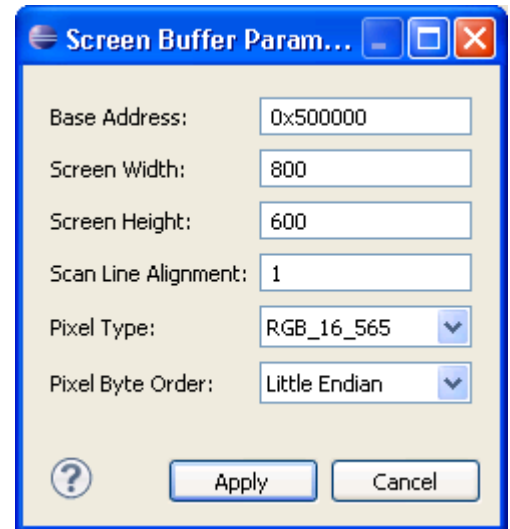 Screen Buffer Param...
Base Address: 0x500000
Screen Width: 800
Screen Height: 600
Scan Line Alignment: 1
Pixel Type: RGB_16_565
Pixel Byte Order: Little Endian
? Apply Cancel